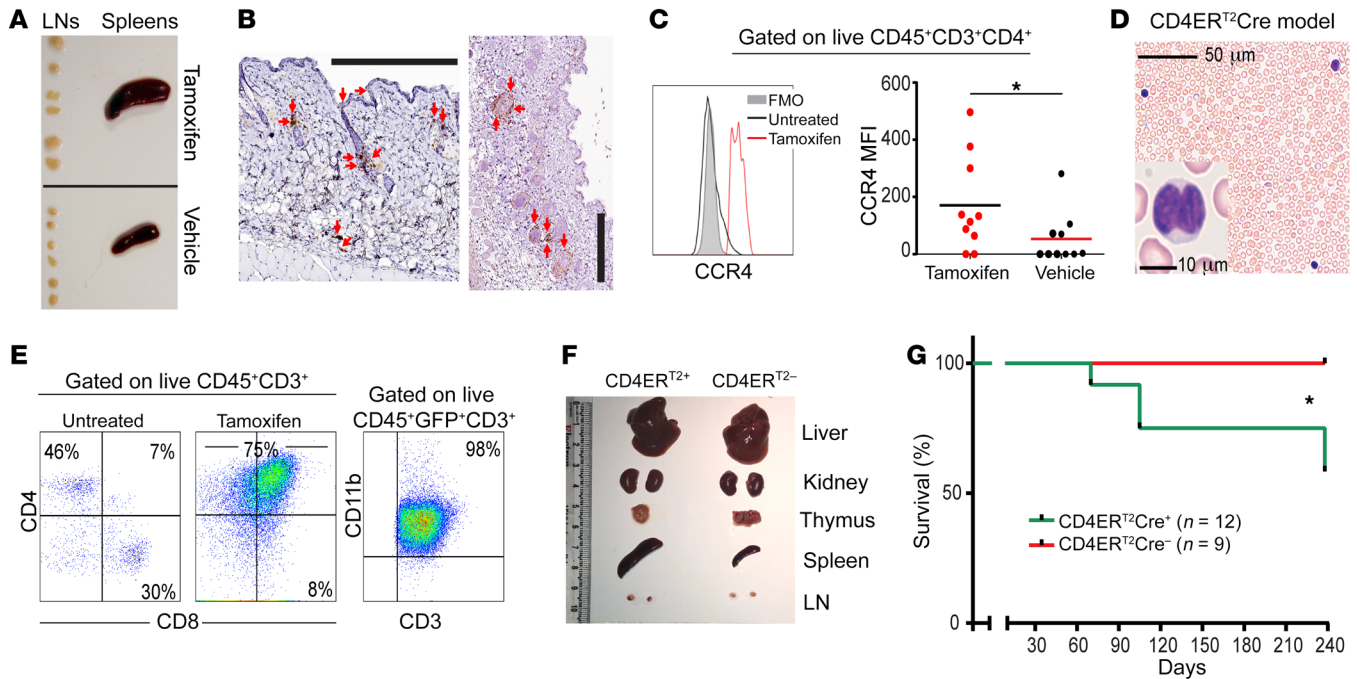 A
LNs
Spleens
Tamoxifen
Vehicle
B
C
Gated on live CD45⁺CD3⁺CD4⁺
FMO
Untreated
Tamoxifen
CCR4
CCR4 MFI
600
400
200
0
*
Tamoxifen
Vehicle
D
CD4ERᵀ²Cre model
50 μm
10 μm
E
Gated on live CD45⁺CD3⁺
Untreated
Tamoxifen
46%
7%
30%
75%
8%
CD4
CD8
Gated on live
CD45⁺GFP⁺CD3⁺
98%
CD11b
CD3
F
CD4ERᵀ²⁺
CD4ERᵀ²⁻
Liver
Kidney
Thymus
Spleen
LN
G
Survival (%)
100
50
0
*
CD4ERᵀ²Cre⁺ (n = 12)
CD4ERᵀ²Cre⁻ (n = 9)
30 60 90 120 150 180 210 240
Days